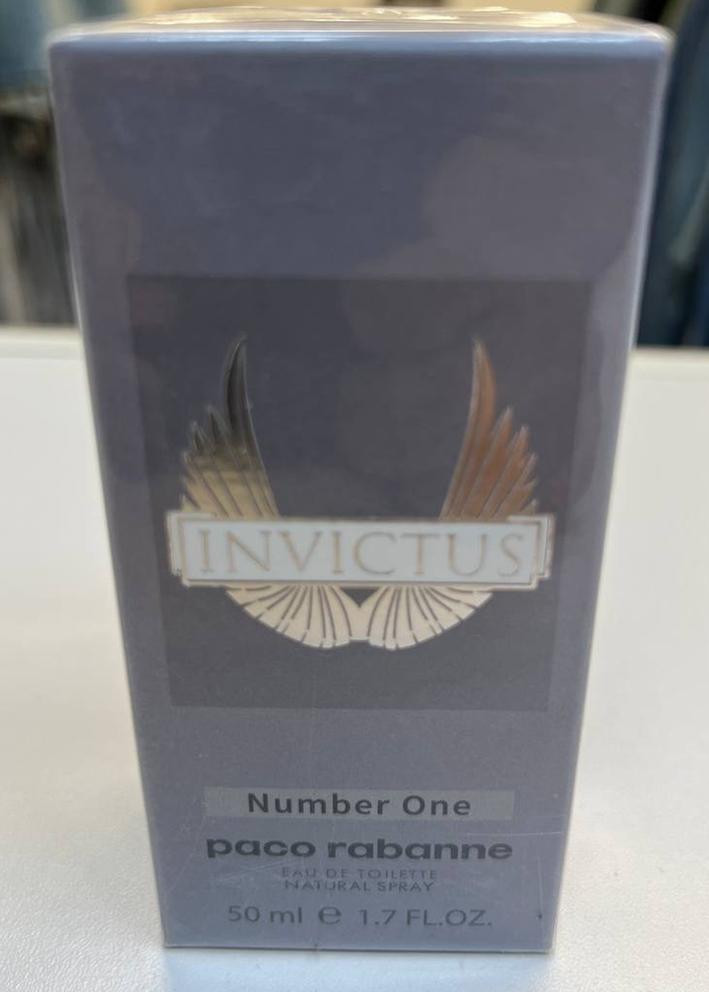 INVICTUS
Number One
paco rabanne
EAU DE TOILETTE
NATURAL SPRAY
50 ml ℮ 1.7 FL.OZ.